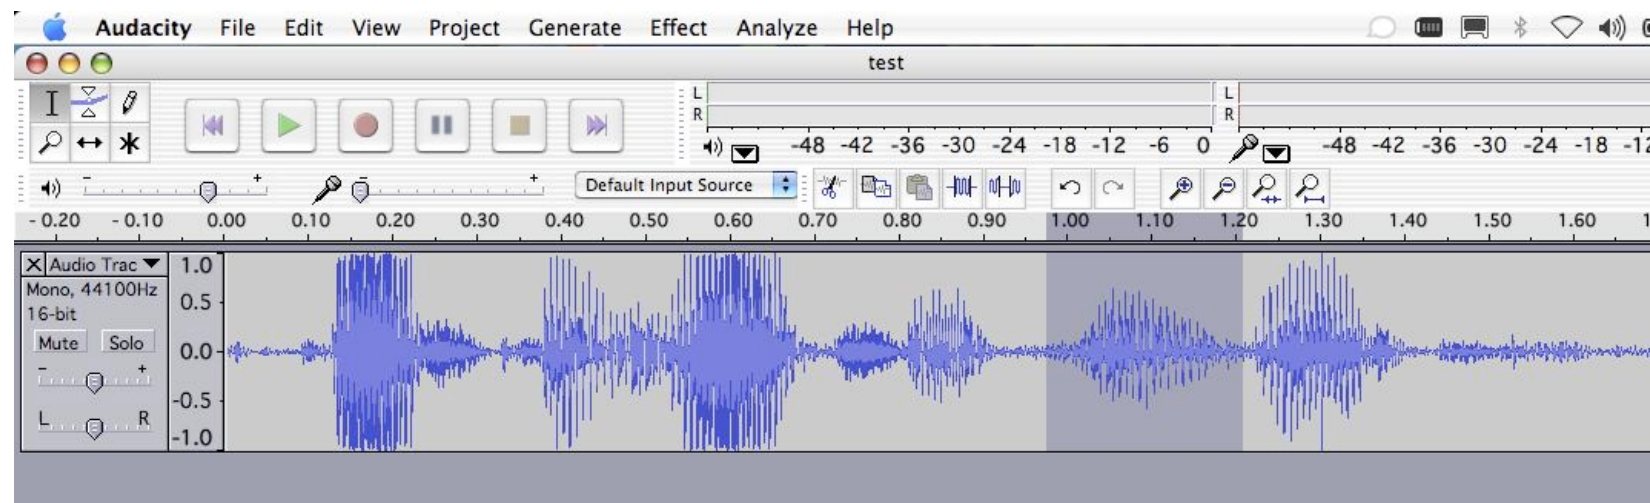 Audacity File Edit View Project Generate Effect Analyze Help
test
L L
R R
-48 -42 -36 -30 -24 -18 -12 -6 0 -48 -42 -36 -30 -24 -18 -12
- + - + Default Input Source
- 0.20 - 0.10 0.00 0.10 0.20 0.30 0.40 0.50 0.60 0.70 0.80 0.90 1.00 1.10 1.20 1.30 1.40 1.50 1.60
X Audio Trac 1.0
Mono, 44100Hz
16-bit 0.5
Mute Solo 0.0
- +
-0.5
L R
-1.0